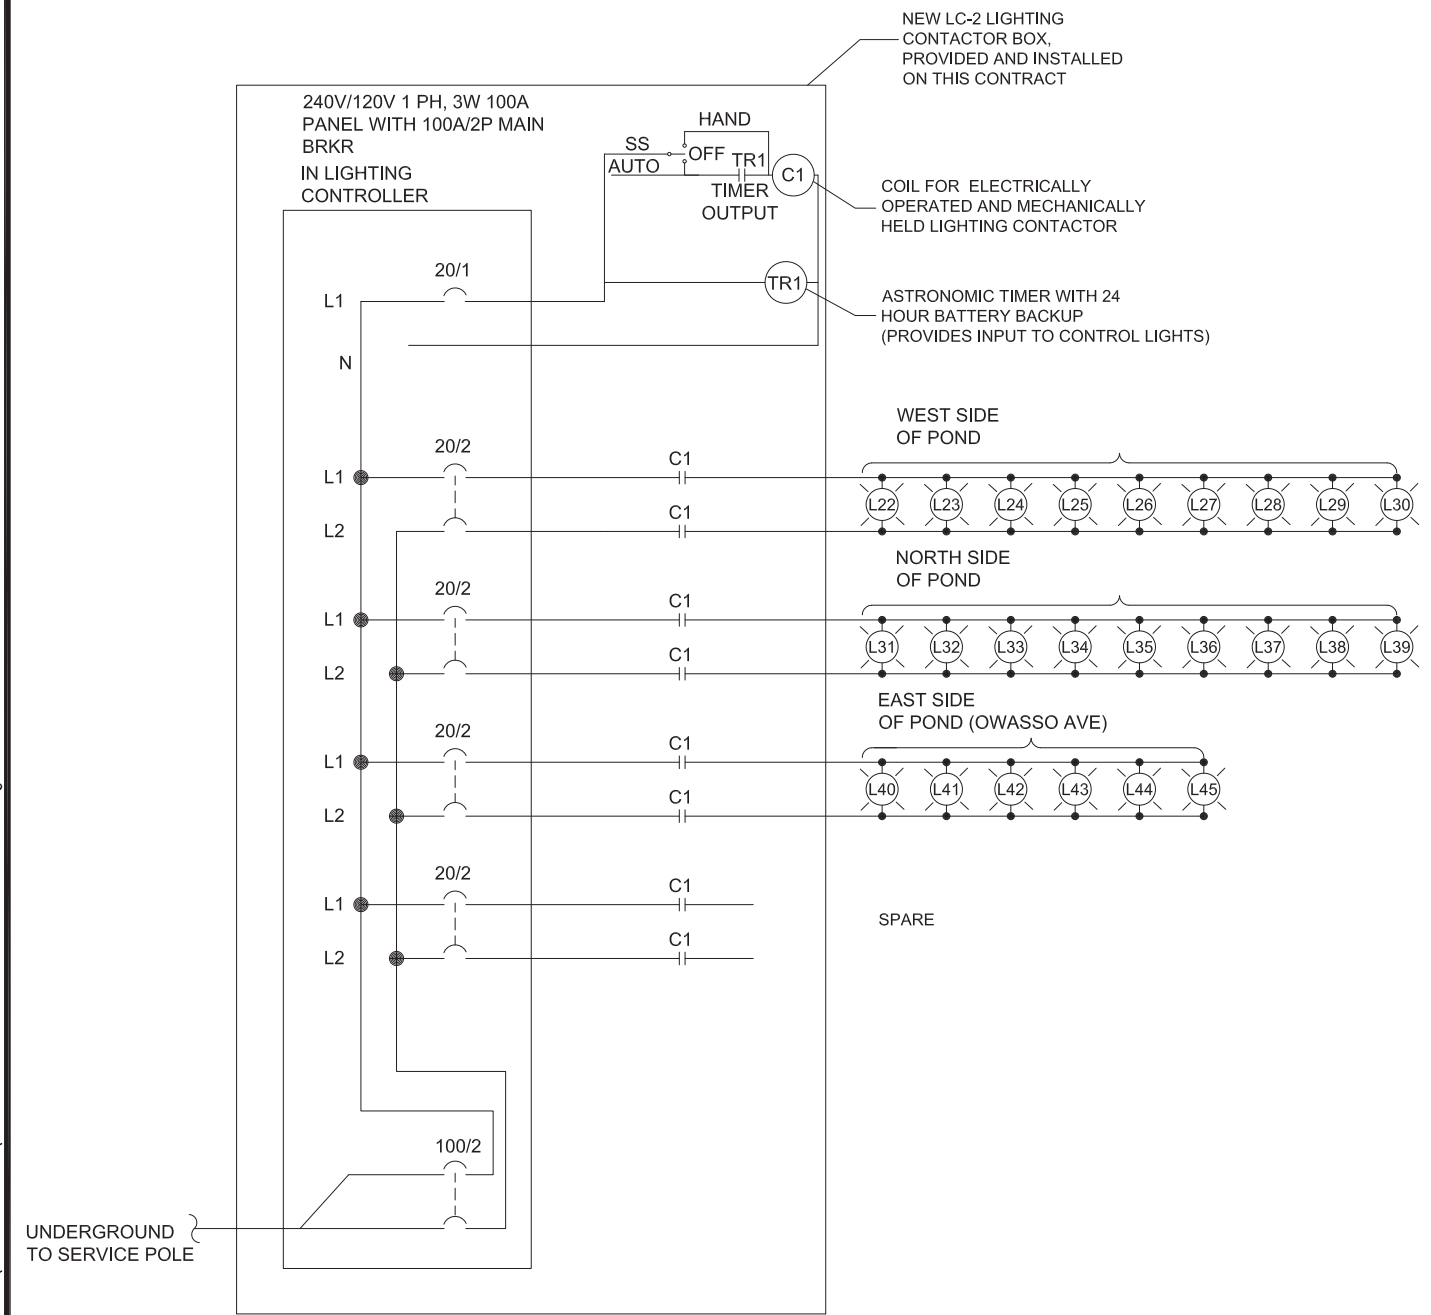 NEW LC-2 LIGHTING
CONTACTOR BOX,
PROVIDED AND INSTALLED
ON THIS CONTRACT
240V/120V 1 PH, 3W 100A
PANEL WITH 100A/2P MAIN
BRKR
IN LIGHTING
CONTROLLER
HAND
SS
OFF
AUTO
TR1
C1
TIMER
OUTPUT
COIL FOR ELECTRICALLY
OPERATED AND MECHANICALLY
HELD LIGHTING CONTACTOR
20/1
L1
TR1
ASTRONOMIC TIMER WITH 24
HOUR BATTERY BACKUP
(PROVIDES INPUT TO CONTROL LIGHTS)
N
WEST SIDE
OF POND
20/2
L1
C1
L22 L23 L24 L25 L26 L27 L28 L29 L30
L2
C1
NORTH SIDE
OF POND
20/2
L1
C1
L31 L32 L33 L34 L35 L36 L37 L38 L39
L2
C1
EAST SIDE
OF POND (OWASSO AVE)
20/2
L1
C1
L40 L41 L42 L43 L44 L45
L2
C1
20/2
L1
C1
SPARE
L2
C1
100/2
UNDERGROUND
TO SERVICE POLE